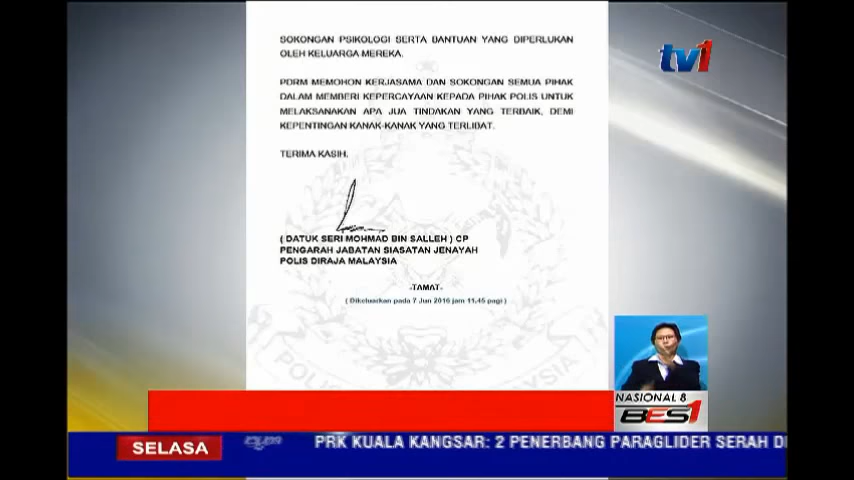 SOKONGAN PSIKOLOGI SERTA BANTUAN YANG DIPERLUKAN
OLEH KELUARGA MEREKA.
PDRM MEMOHON KERJASAMA DAN SOKONGAN SEMUA PIHAK
DALAM MEMBERI KEPERCAYAAN KEPADA PIHAK POLIS UNTUK
MELAKSANAKAN APA JUA TINDAKAN YANG TERBAIK, DEMI
KEPENTINGAN KANAK-KANAK YANG TERLIBAT.
TERIMA KASIH.
( DATUK SERI MOHMAD BIN SALLEH ) CP
PENGARAH JABATAN SIASATAN JENAYAH
POLIS DIRAJA MALAYSIA
-TAMAT-
( Dikeluarkan pada 7 Jun 2016 jam 11.45 pagi )
POLIS DIRAJA MALAYSIA
tv1
NASIONAL 8
BES1
SELASA
PRK KUALA KANGSAR: 2 PENERBANG PARAGLIDER SERAH